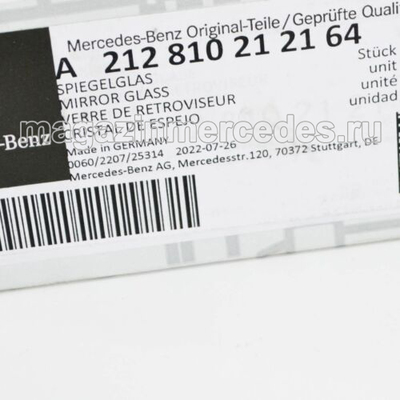 Mercedes-Benz Original-Teile/Geprüfte Quali
A 212 810 21 21 64
Stück
unit
unité
unidad
SPIEGELGLAS
MIRROR GLASS
VERRE DE RETROVISEUR
CRISTAL DE ESPEJO
-Benz
Made in GERMANY
0060/2207/25314 2022-07-26
Mercedes-Benz AG, Mercedesstr.120, 70372 Stuttgart, DE
magazinmercedes.ru